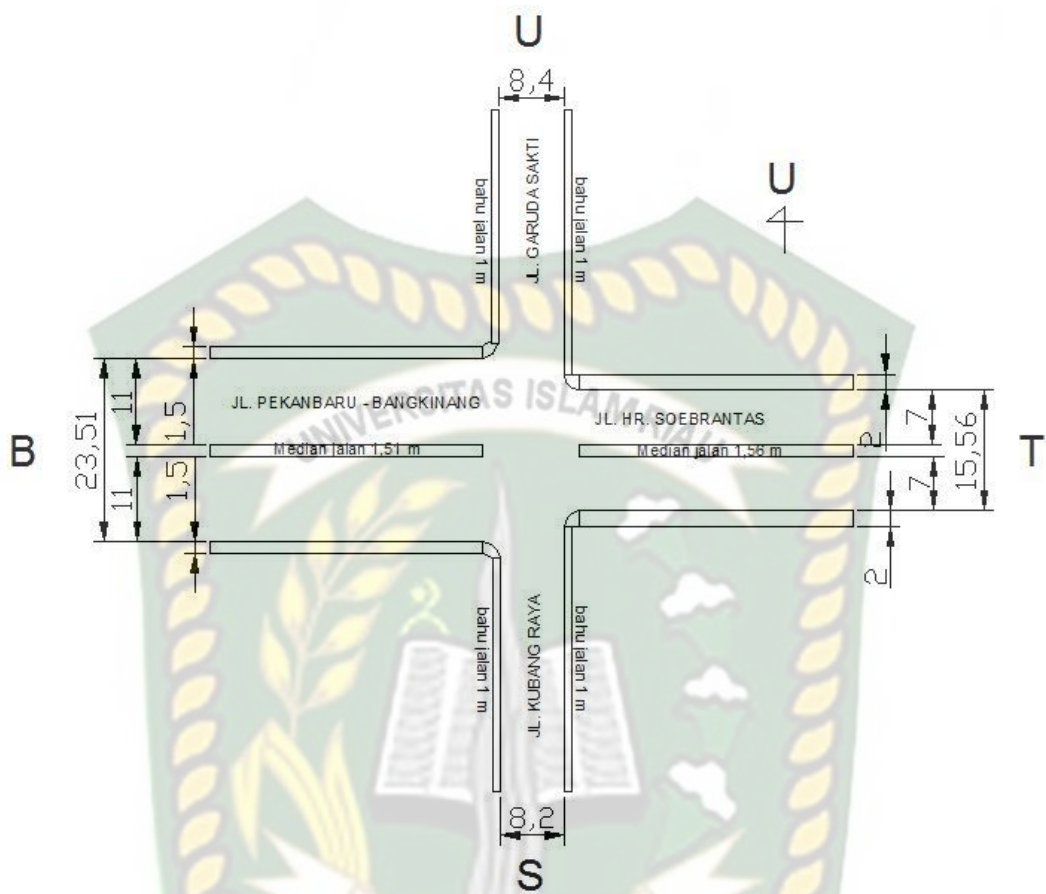 U
8,4
JL. GARUDA SAKTI
bahu jalan 1 m
bahu jalan 1 m
U
JL. PEKANBARU - BANGKINANG
JL. HR. SOEBRANTAS
UNIVERSITAS ISLAM RIAU
Median jalan 1,51 m
Median jalan 1,56 m
B
23,51
11
11
1,5
1,5
2
7
7
15,56
2
T
bahu jalan 1 m
JL. KUBANG RAYA
bahu jalan 1 m
8,2
S